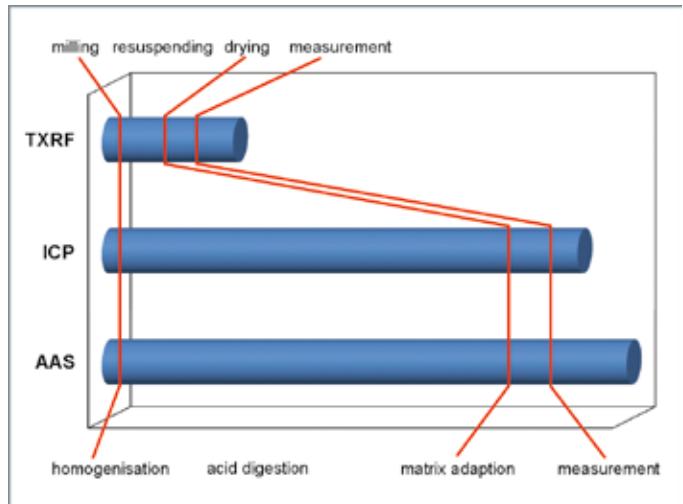 milling resuspending drying measurement
TXRF
ICP
AAS
homogenisation acid digestion matrix adaption measurement